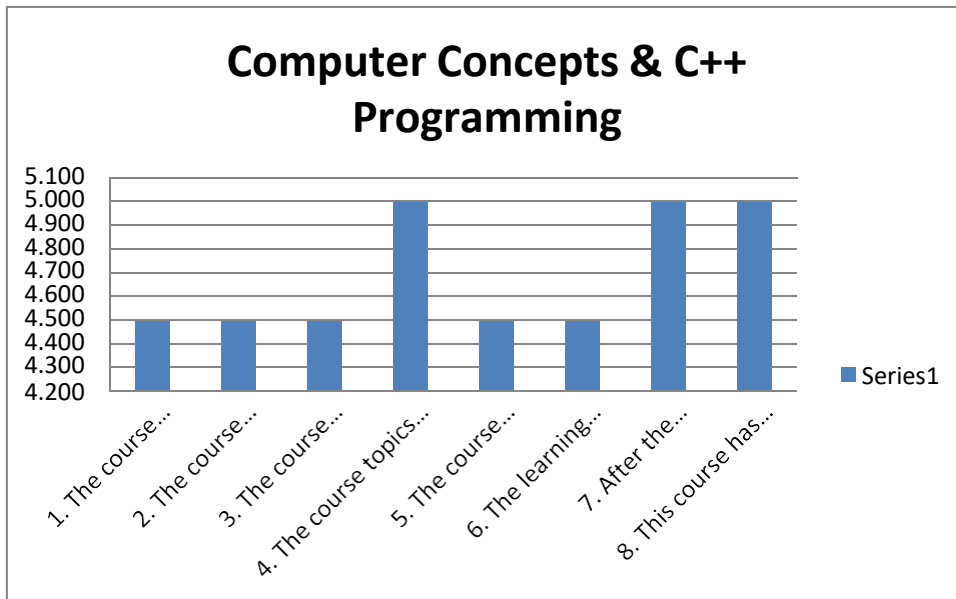 Computer Concepts & C++
Programming
5.100
5.000
4.900
4.800
4.700
4.600
4.500
4.400
4.300
4.200
1. The course...
2. The course...
3. The course...
4. The course topics...
5. The course...
6. The learning...
7. After the...
8. This course has...
Series1